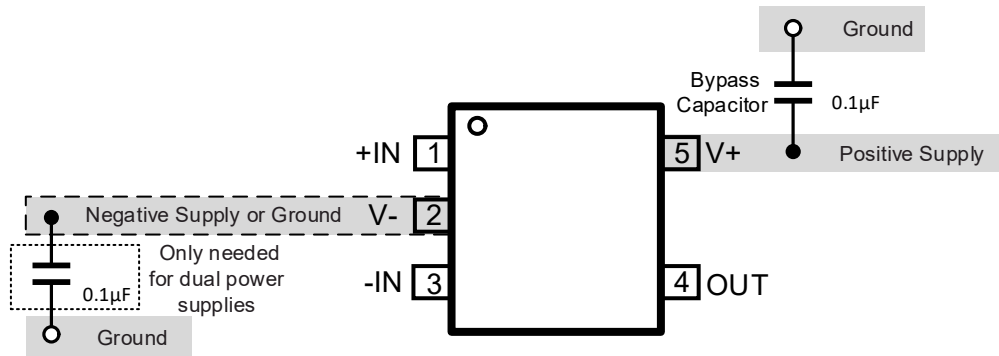 Ground
Bypass
Capacitor
0.1µF
+IN 1
5 V+
Positive Supply
Negative Supply or Ground V- 2
Only needed
for dual power
supplies
0.1µF
-IN 3
4 OUT
Ground